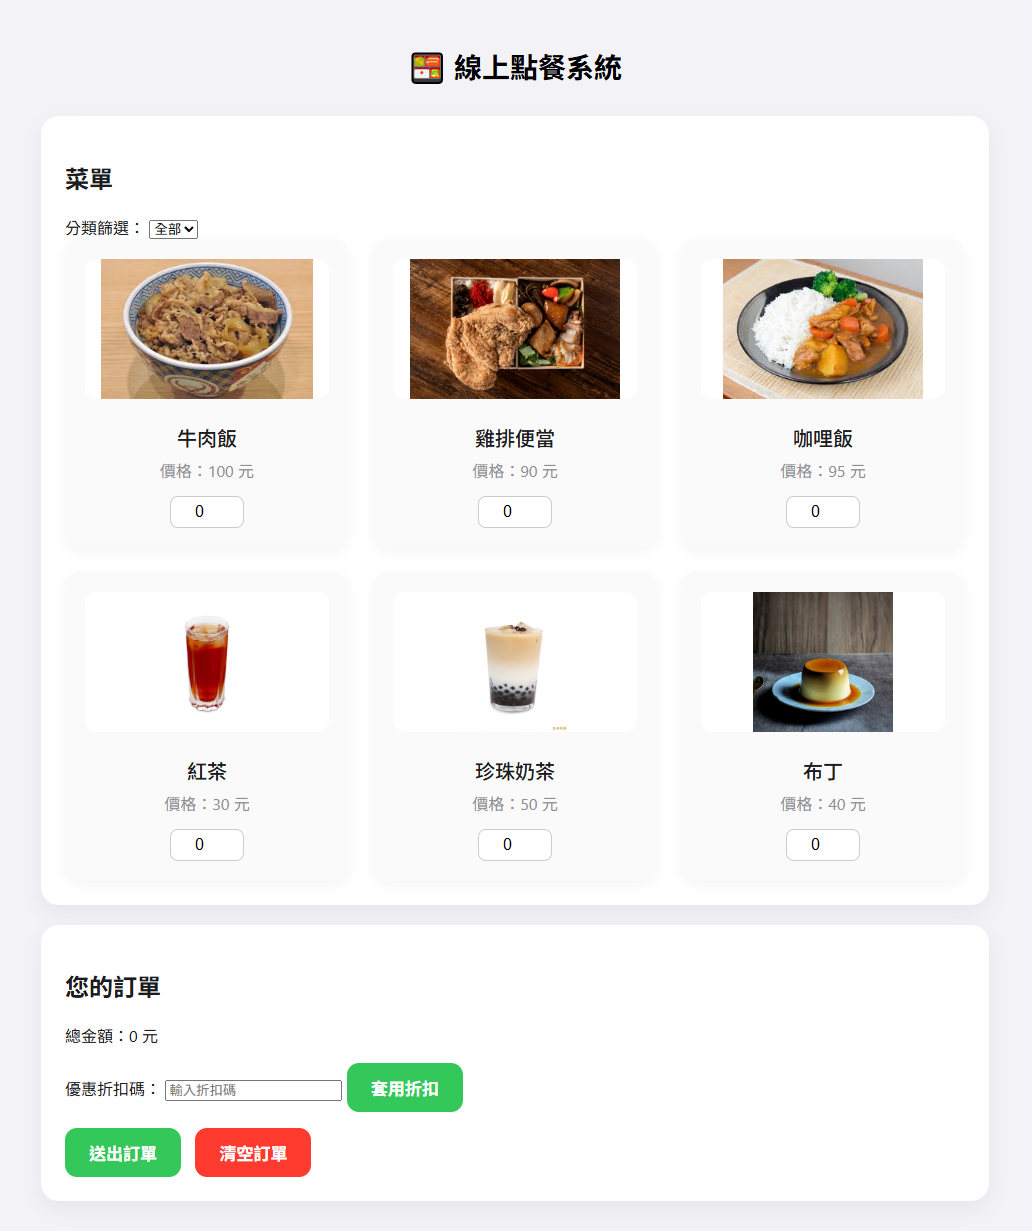 🍱 線上點餐系統
菜單
分類篩選： 全部
牛肉飯 雞排便當 咖哩飯
價格：100 元 價格：90 元 價格：95 元
0 0 0
紅茶 珍珠奶茶 布丁
價格：30 元 價格：50 元 價格：40 元
0 0 0
您的訂單
總金額：0 元
優惠折扣碼： 輸入折扣碼 套用折扣
送出訂單 清空訂單